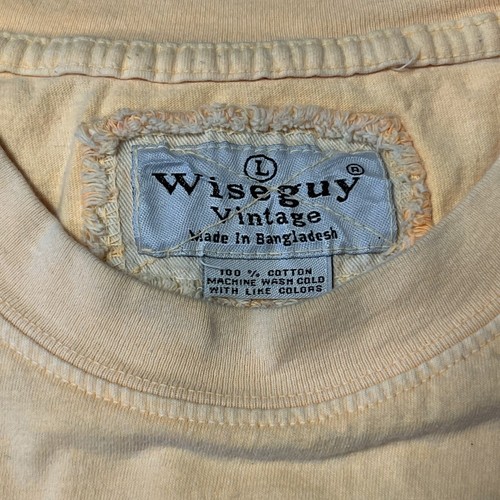 L
Wiseguy ®
Vintage
Made In Bangladesh
100 % COTTON
MACHINE WASH COLD
WITH LIKE COLORS